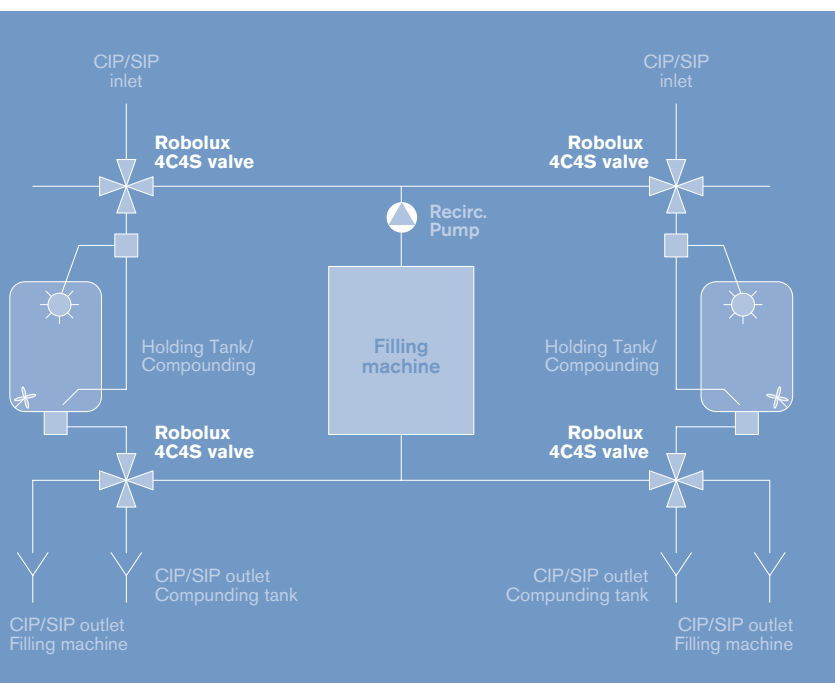 CIP/SIP
inlet
CIP/SIP
inlet
Robolux
4C4S valve
Robolux
4C4S valve
Recirc.
Pump
Holding Tank/
Compounding
Filling
machine
Holding Tank/
Compounding
Robolux
4C4S valve
Robolux
4C4S valve
CIP/SIP outlet
Compunding tank
CIP/SIP outlet
Compunding tank
CIP/SIP outlet
Filling machine
CIP/SIP outlet
Filling machine